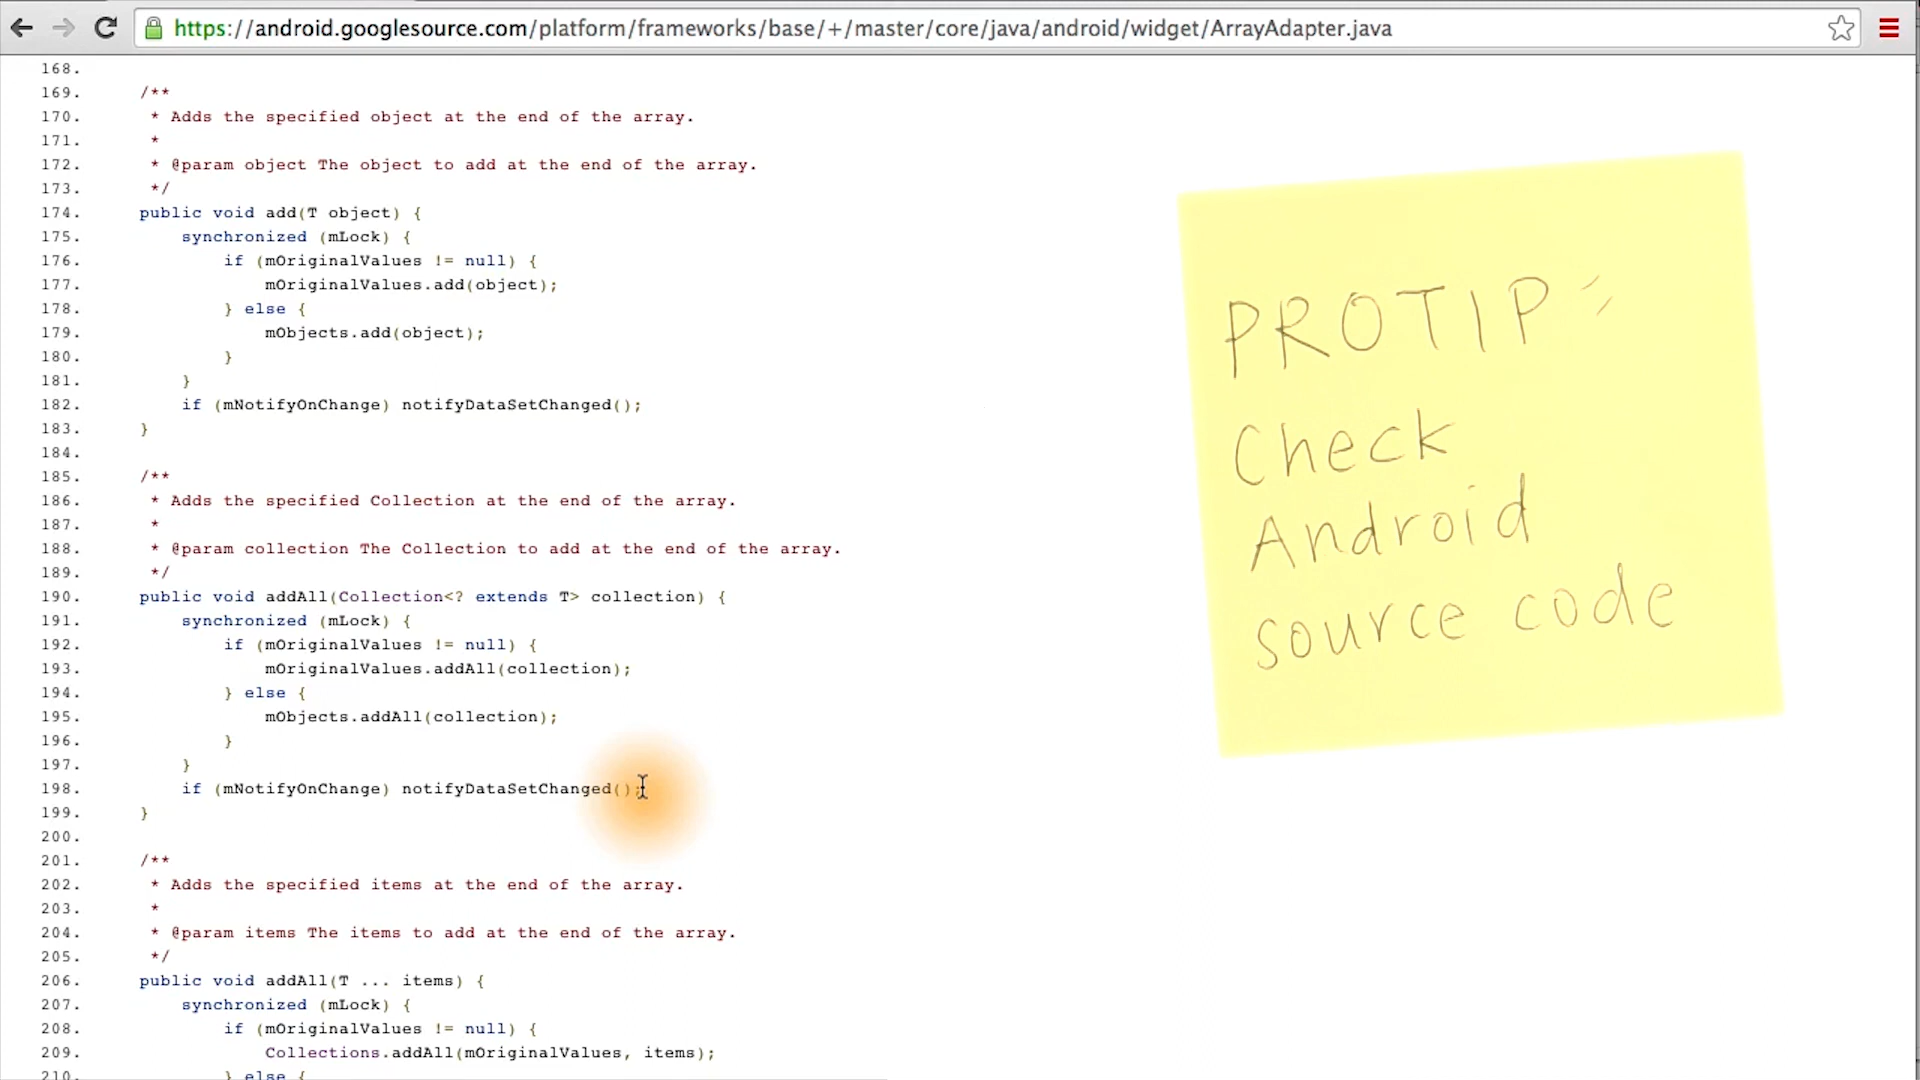 https://android.googlesource.com/platform/frameworks/base/+/master/core/java/android/widget/ArrayAdapter.java
168.
169. /**
170. * Adds the specified object at the end of the array.
171. *
172. * @param object The object to add at the end of the array.
173. */
174. public void add(T object) {
175. synchronized (mLock) {
176. if (mOriginalValues != null) {
177. mOriginalValues.add(object);
178. } else {
179. mObjects.add(object);
180. }
181. }
182. if (mNotifyOnChange) notifyDataSetChanged();
183. }
184.
185. /**
186. * Adds the specified Collection at the end of the array.
187. *
188. * @param collection The Collection to add at the end of the array.
189. */
190. public void addAll(Collection<? extends T> collection) {
191. synchronized (mLock) {
192. if (mOriginalValues != null) {
193. mOriginalValues.addAll(collection);
194. } else {
195. mObjects.addAll(collection);
196. }
197. }
198. if (mNotifyOnChange) notifyDataSetChanged();
199. }
200.
201. /**
202. * Adds the specified items at the end of the array.
203. *
204. * @param items The items to add at the end of the array.
205. */
206. public void addAll(T ... items) {
207. synchronized (mLock) {
208. if (mOriginalValues != null) {
209. Collections.addAll(mOriginalValues, items);
210. } else {
PROTIP:
Check
Android
source code